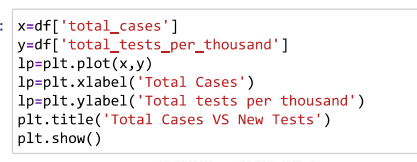 x=df['total_cases']
y=df['total_tests_per_thousand']
lp=plt.plot(x,y)
lp=plt.xlabel('Total Cases')
lp=plt.ylabel('Total tests per thousand')
plt.title('Total Cases VS New Tests')
plt.show()